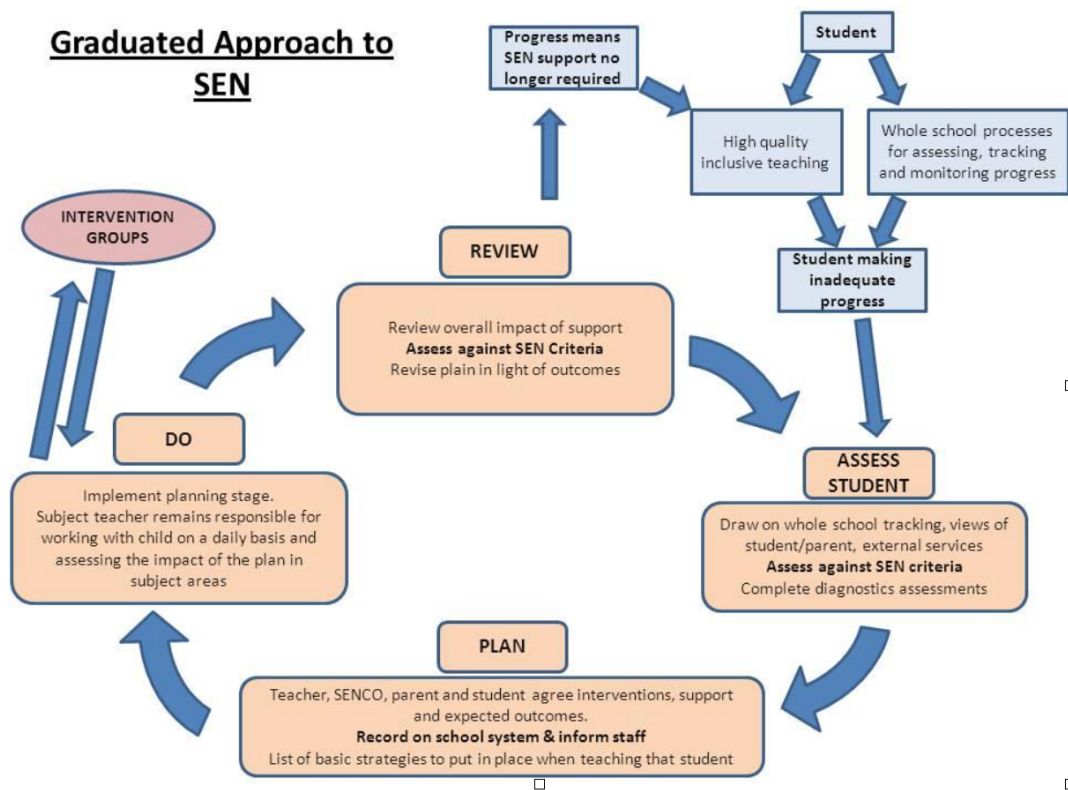 Graduated Approach to
SEN
Progress means
SEN support no
longer required
Student
High quality
inclusive teaching
Whole school processes
for assessing, tracking
and monitoring progress
Student making
inadequate
progress
INTERVENTION
GROUPS
REVIEW
Review overall impact of support
Assess against SEN Criteria
Revise plain in light of outcomes
DO
Implement planning stage.
Subject teacher remains responsible for
working with child on a daily basis and
assessing the impact of the plan in
subject areas
ASSESS
STUDENT
Draw on whole school tracking, views of
student/parent, external services
Assess against SEN criteria
Complete diagnostics assessments
PLAN
Teacher, SENCO, parent and student agree interventions, support
and expected outcomes.
Record on school system & inform staff
List of basic strategies to put in place when teaching that student